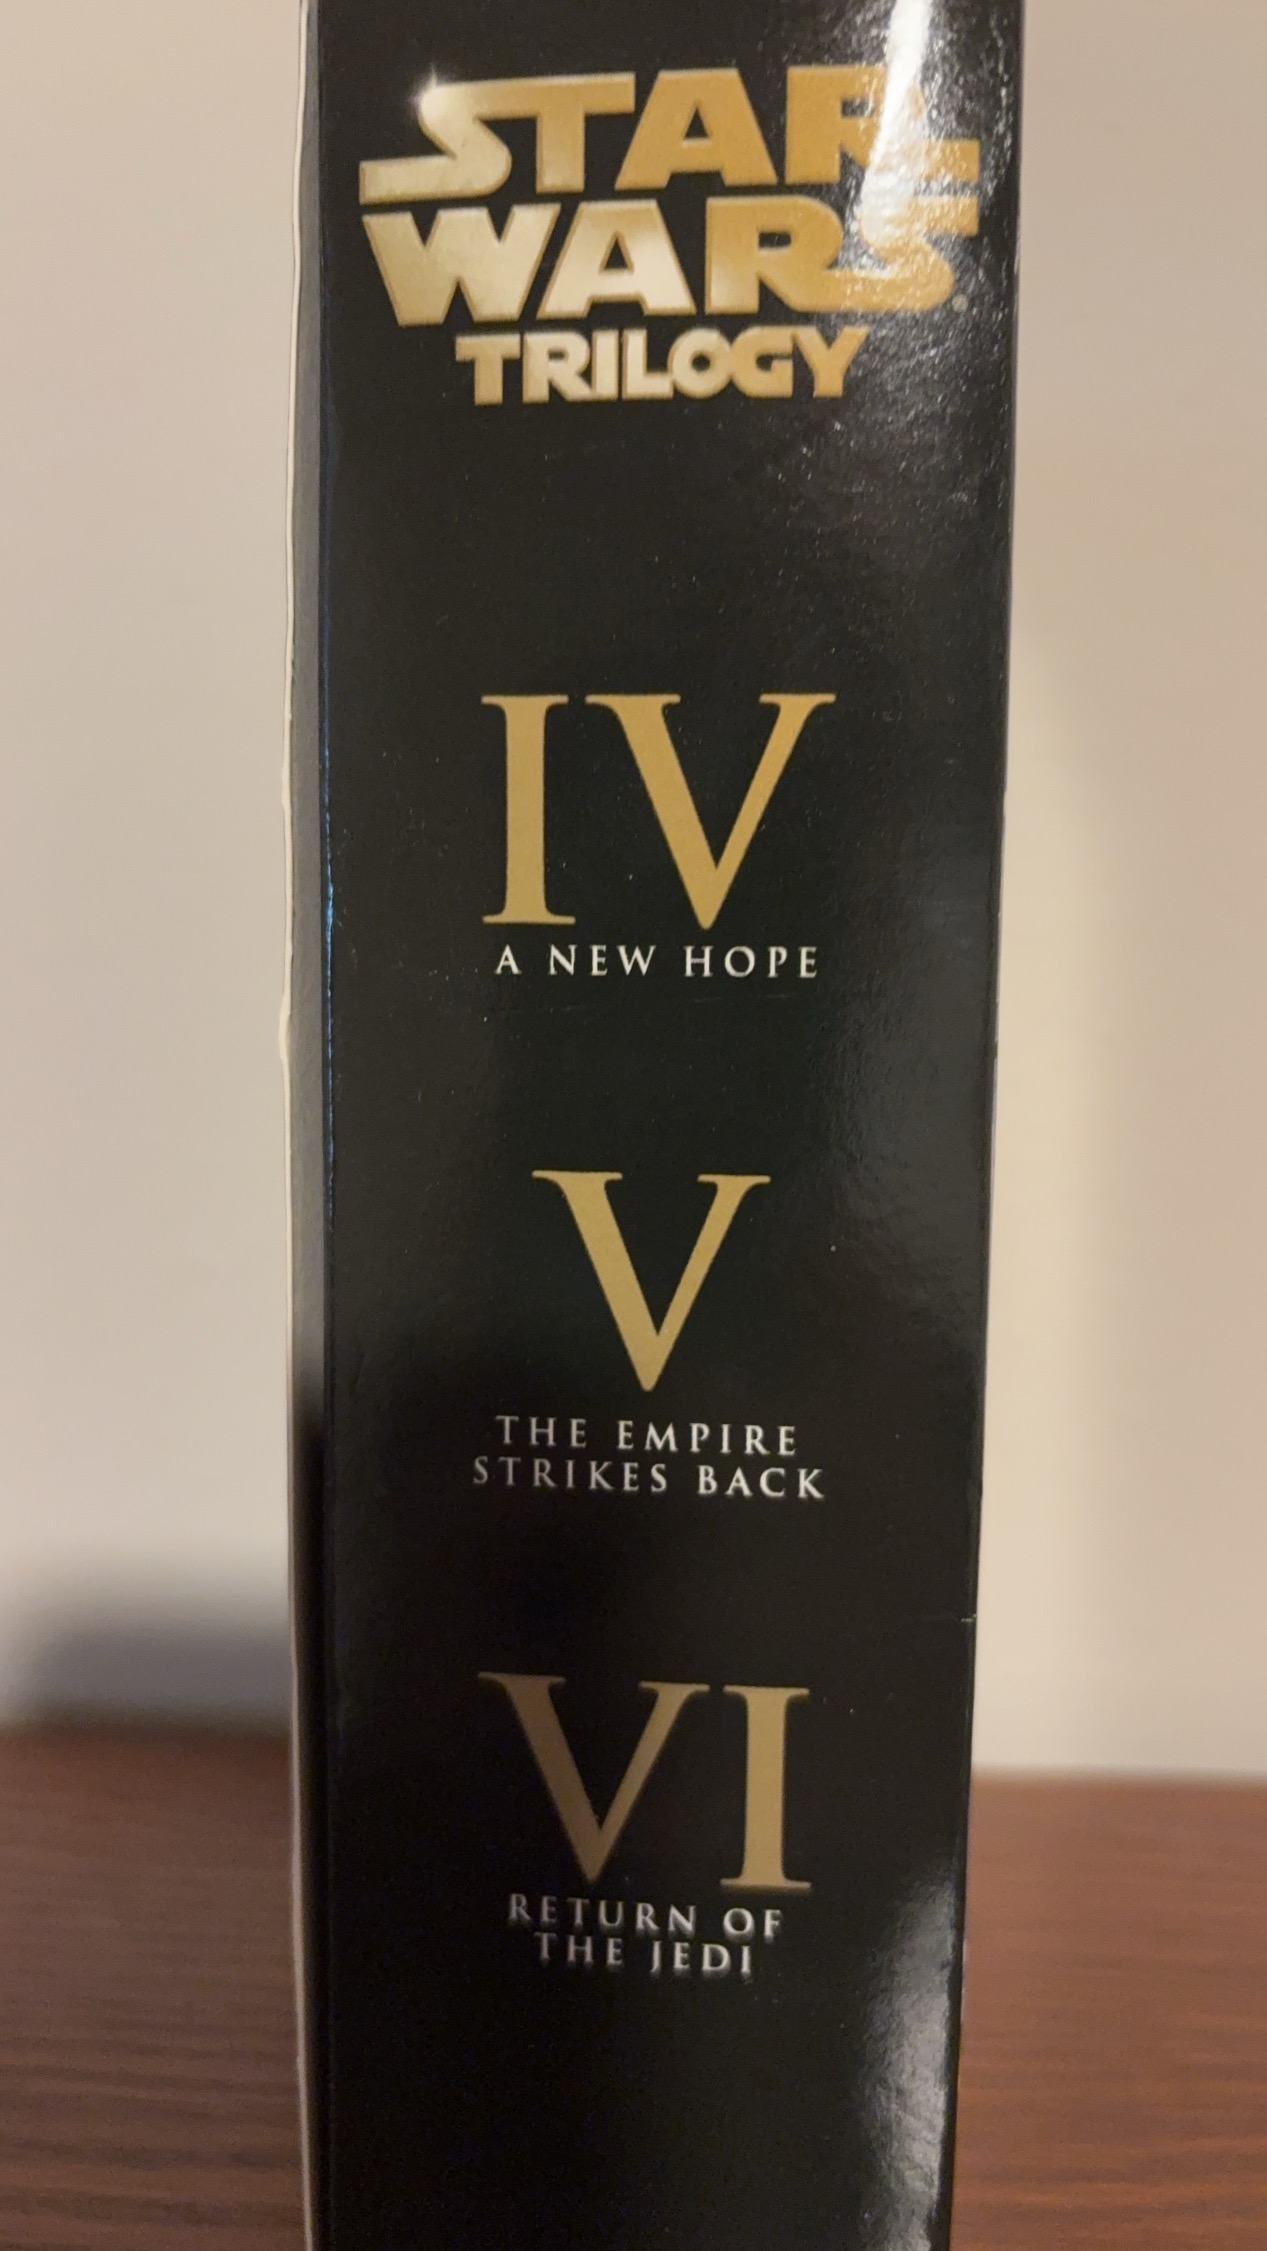 STAR
WARS
TRILOGY
IV
A NEW HOPE
V
THE EMPIRE
STRIKES BACK
VI
RETURN OF
THE JEDI